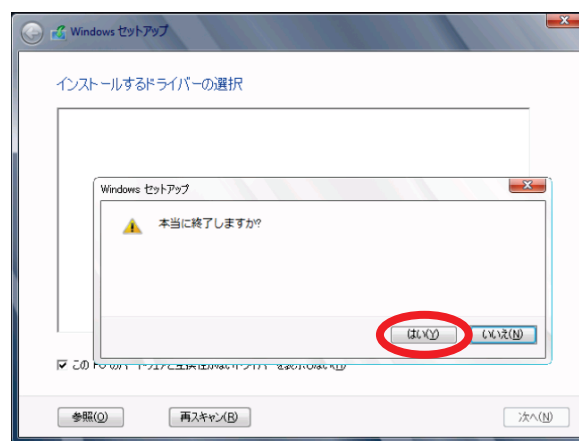 Windows セットアップ
インストールするドライバーの選択
Windows セットアップ
本当に終了しますか?
はい(Y)
いいえ(N)
この
参照(O)
再スキャン(R)
次へ(N)